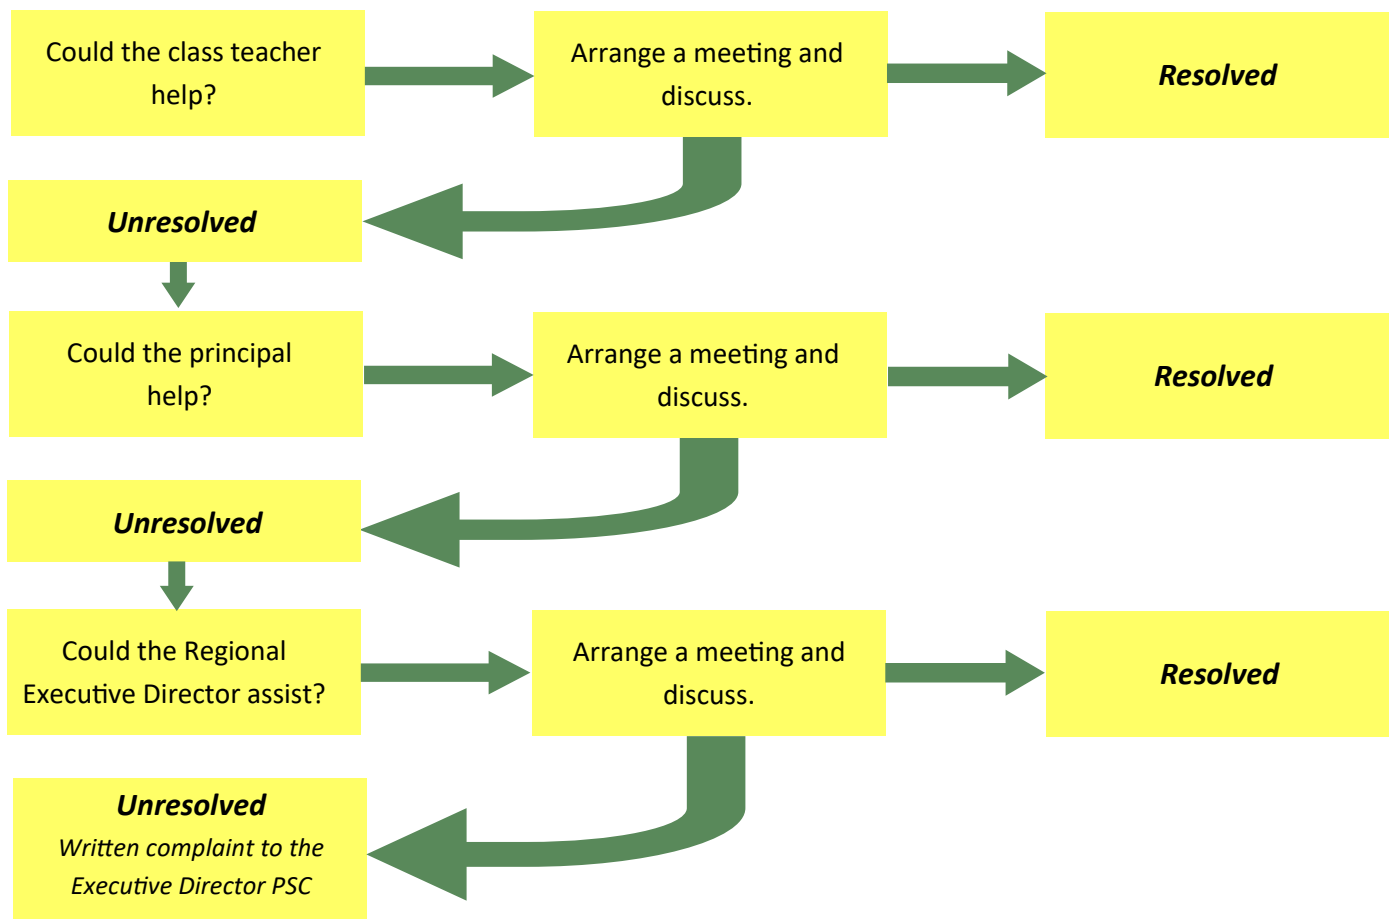 Could the class teacher
help?
Arrange a meeting and
discuss.
Resolved
Unresolved
Could the principal
help?
Arrange a meeting and
discuss.
Resolved
Unresolved
Could the Regional
Executive Director assist?
Arrange a meeting and
discuss.
Resolved
Unresolved
Written complaint to the
Executive Director PSC